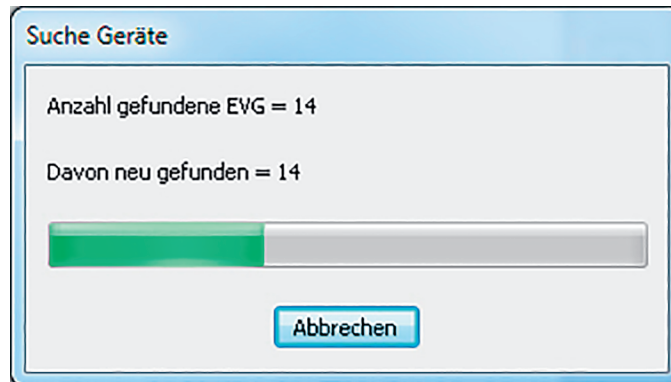 Suche Geräte
Anzahl gefundene EVG = 14
Davon neu gefunden = 14
Abbrechen